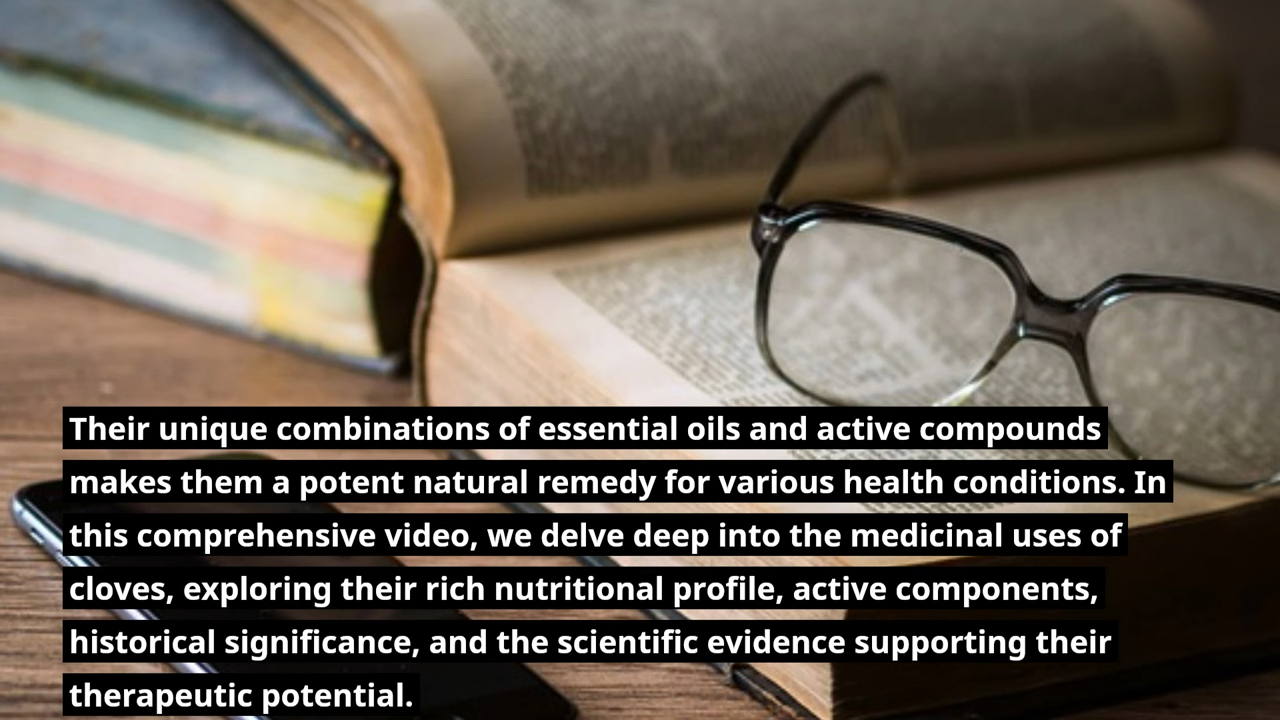 Their unique combinations of essential oils and active compounds
makes them a potent natural remedy for various health conditions. In
this comprehensive video, we delve deep into the medicinal uses of
cloves, exploring their rich nutritional profile, active components,
historical significance, and the scientific evidence supporting their
therapeutic potential.